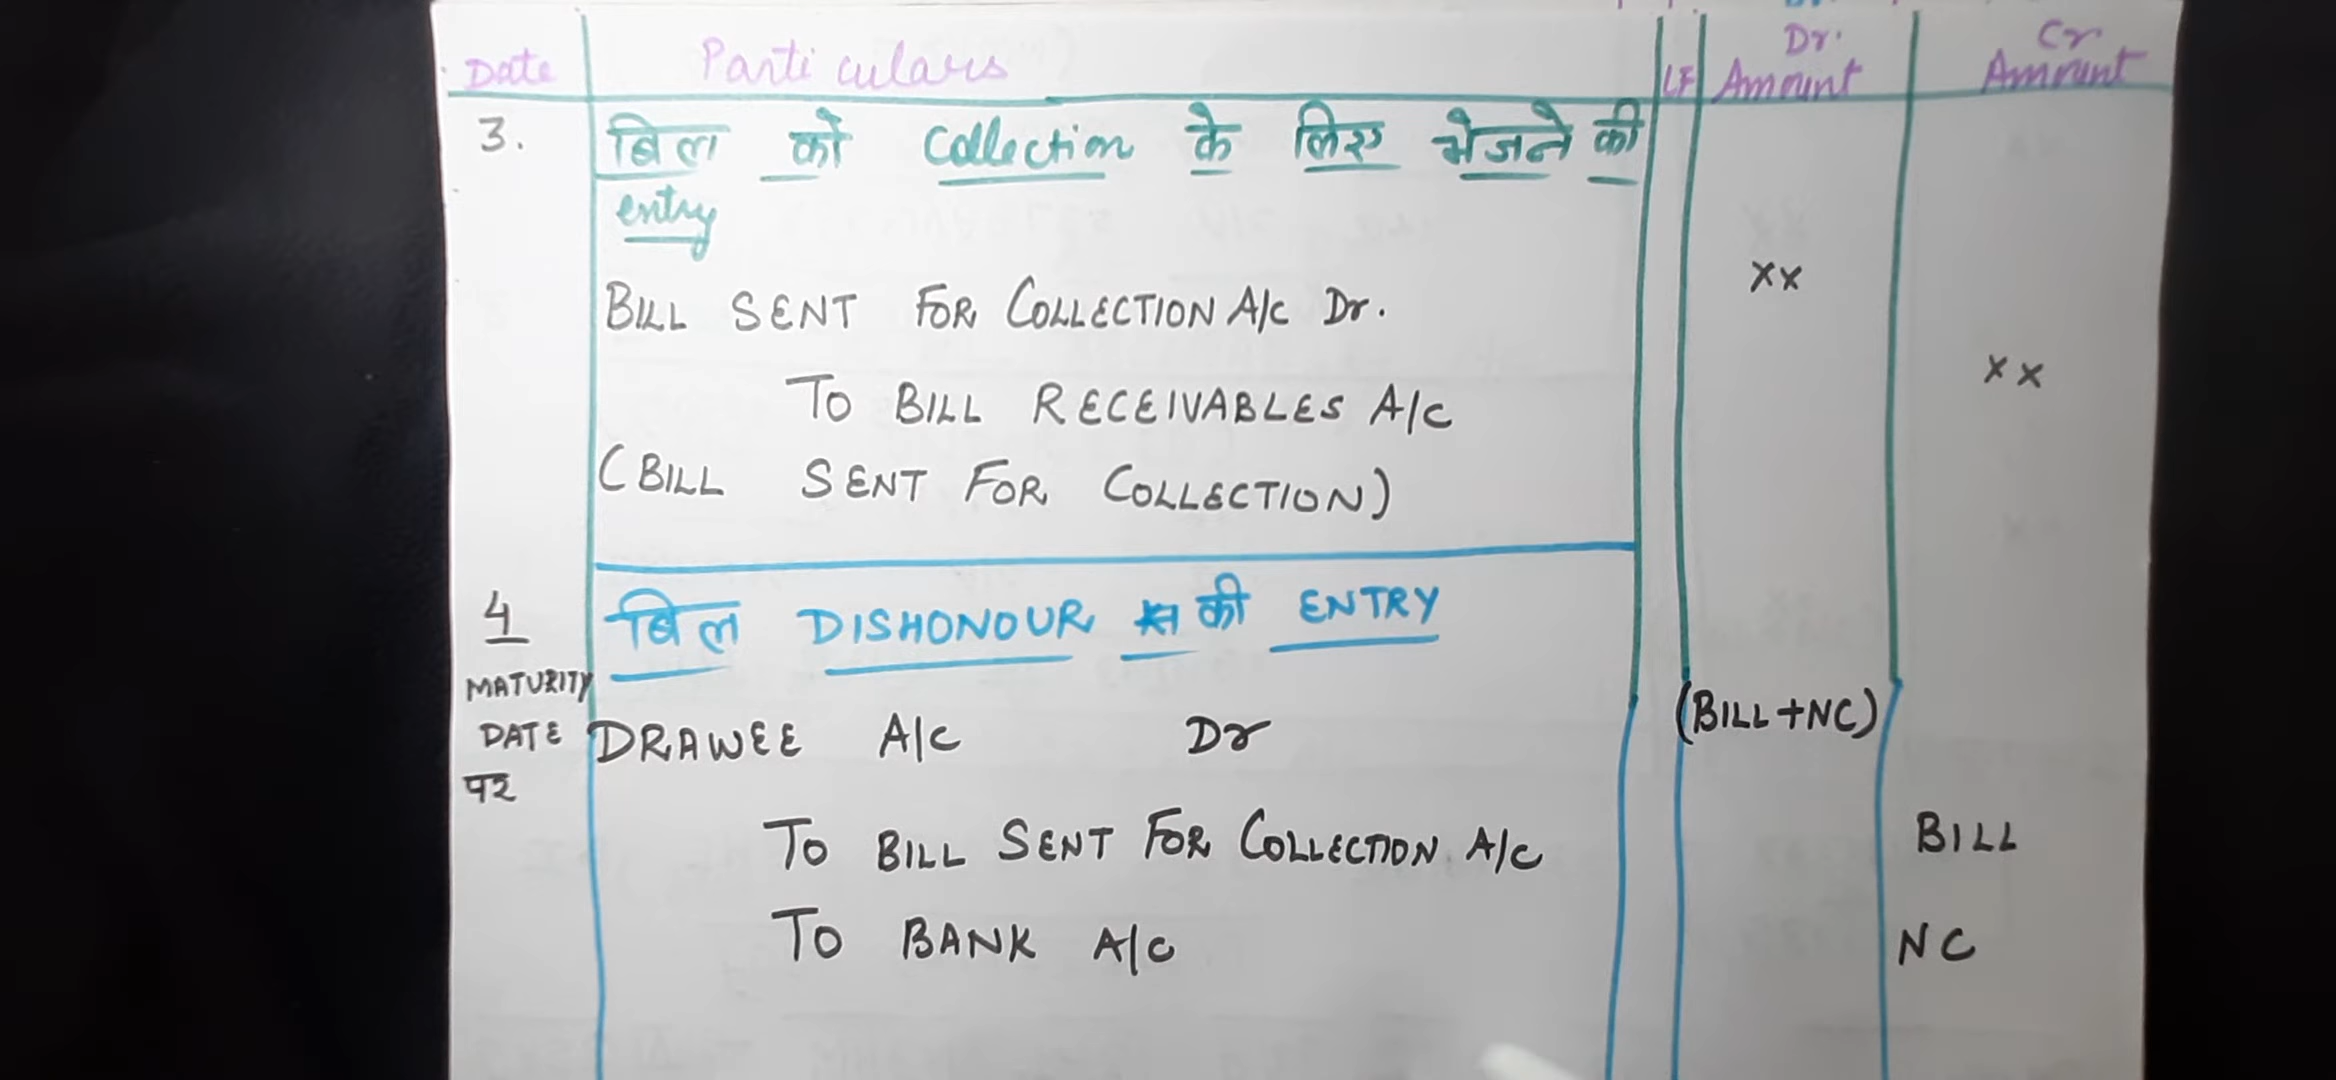 Date Particulars LF Dr. Amount Cr. Amount
3. बिल को Collection के लिए भेजने की
entry
BILL SENT FOR COLLECTION A/c Dr. xx
TO BILL RECEIVABLES A/c xx
(BILL SENT FOR COLLECTION)
4 बिल DISHONOUR की ENTRY
MATURITY
DATE
पर
DRAWEE A/c Dr (BILL+NC)
TO BILL SENT FOR COLLECTION A/c BILL
TO BANK A/c NC